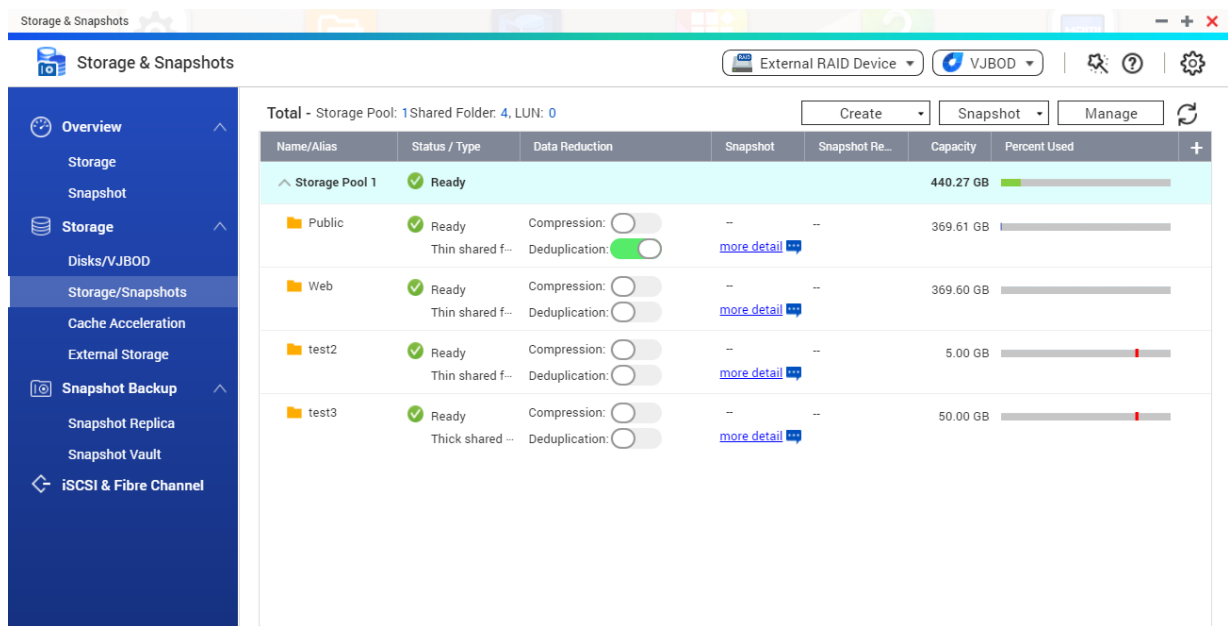 Storage & Snapshots
Storage & Snapshots
External RAID Device
VJBOD
Overview
Storage
Snapshot
Storage
Disks/VJBOD
Storage/Snapshots
Cache Acceleration
External Storage
Snapshot Backup
Snapshot Replica
Snapshot Vault
iSCSI & Fibre Channel
Total - Storage Pool: 1 Shared Folder: 4, LUN: 0
Create
Snapshot
Manage
Name/Alias Status / Type Data Reduction Snapshot Snapshot Re... Capacity Percent Used +
Storage Pool 1 Ready 440.27 GB
Public Ready Compression: -- -- 369.61 GB
Thin shared f... Deduplication: more detail
Web Ready Compression: -- -- 369.60 GB
Thin shared f... Deduplication: more detail
test2 Ready Compression: -- -- 5.00 GB
Thin shared f... Deduplication: more detail
test3 Ready Compression: -- -- 50.00 GB
Thick shared ... Deduplication: more detail